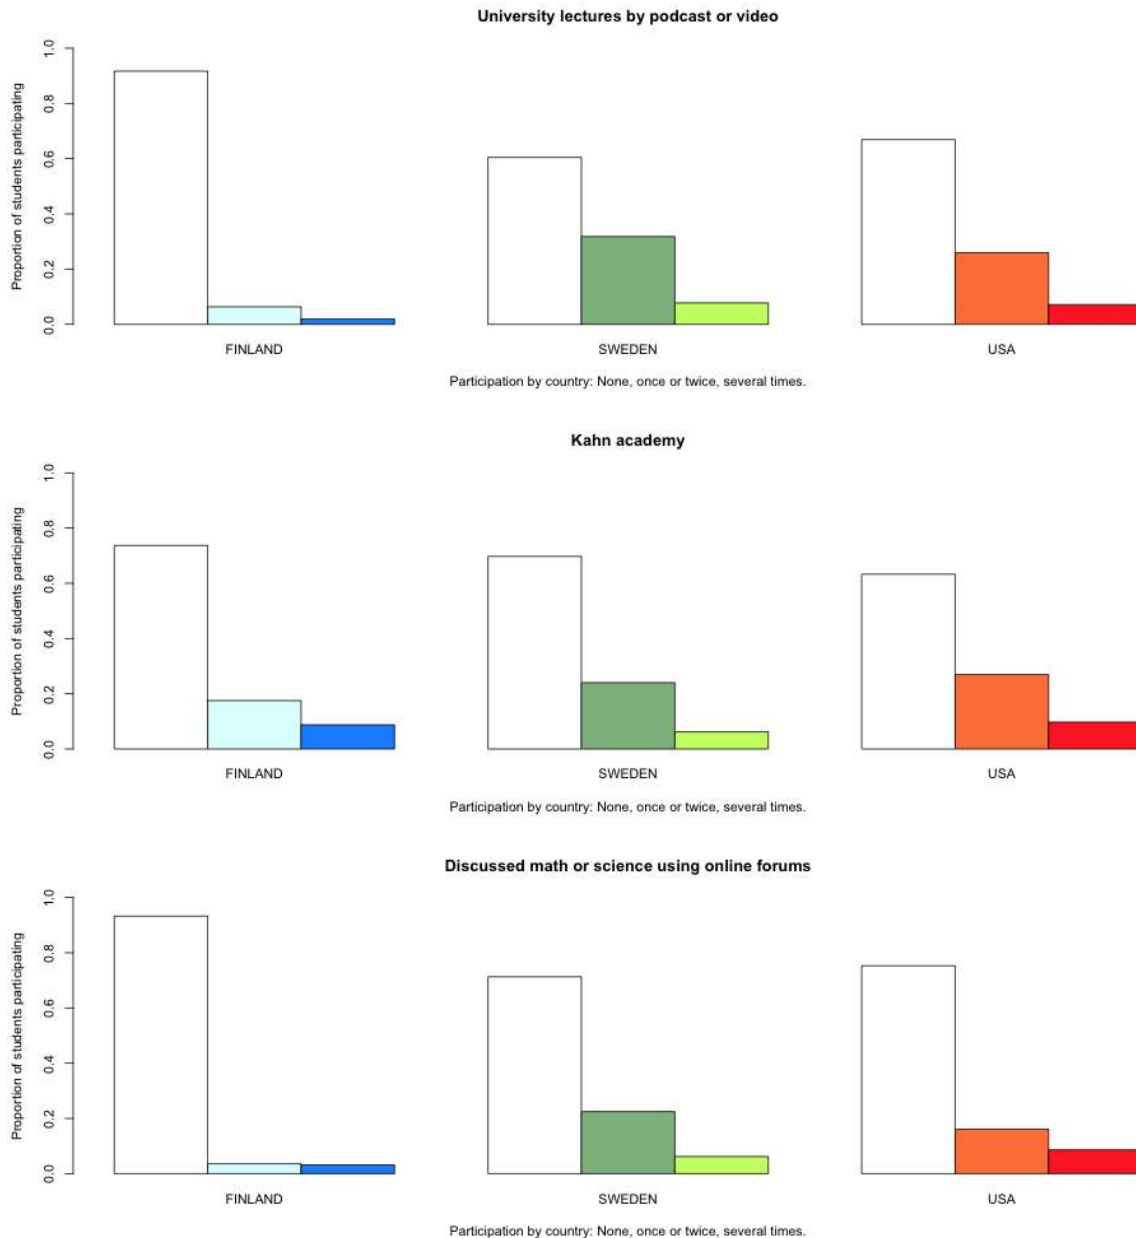 University lectures by podcast or video
Proportion of students participating
1.0
0.8
0.6
0.4
0.2
0.0
FINLAND SWEDEN USA
Participation by country: None, once or twice, several times.
Kahn academy
Proportion of students participating
1.0
0.8
0.6
0.4
0.2
0.0
FINLAND SWEDEN USA
Participation by country: None, once or twice, several times.
Discussed math or science using online forums
Proportion of students participating
1.0
0.8
0.6
0.4
0.2
0.0
FINLAND SWEDEN USA
Participation by country: None, once or twice, several times.